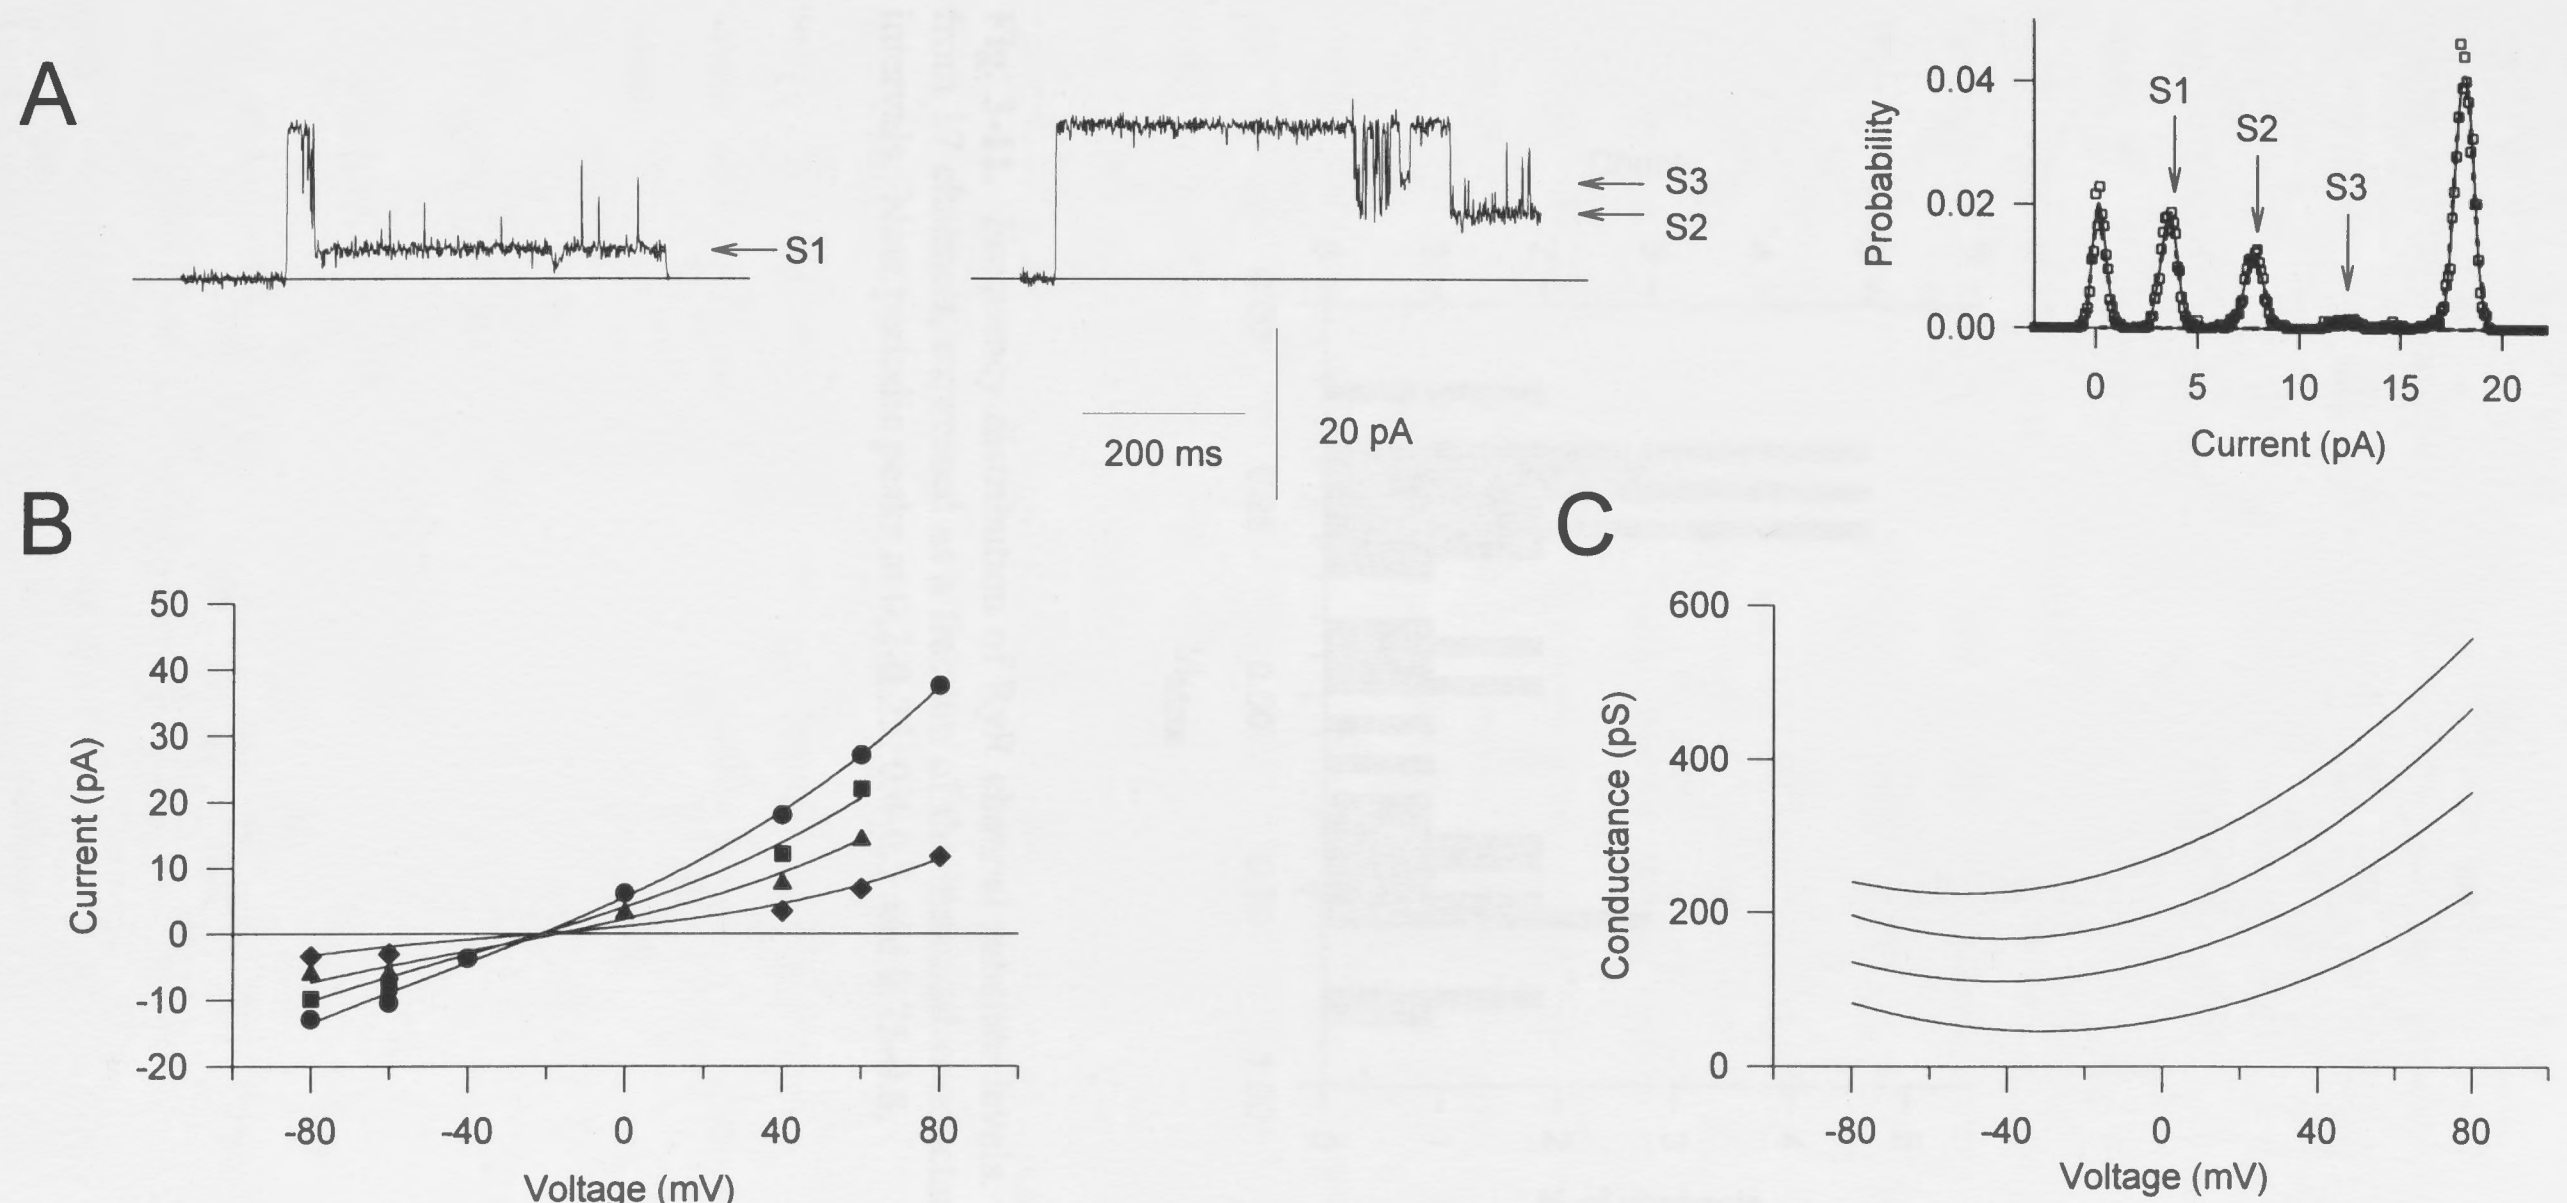 A
S1
S3
S2
200 ms
20 pA
Probability
0.04
0.02
0.00
S1
S2
S3
0 5 10 15 20
Current (pA)
B
Current (pA)
50
40
30
20
10
0
-10
-20
-80 -40 0 40 80
Voltage (mV)
C
Conductance (pS)
600
400
200
0
-80 -40 0 40 80
Voltage (mV)